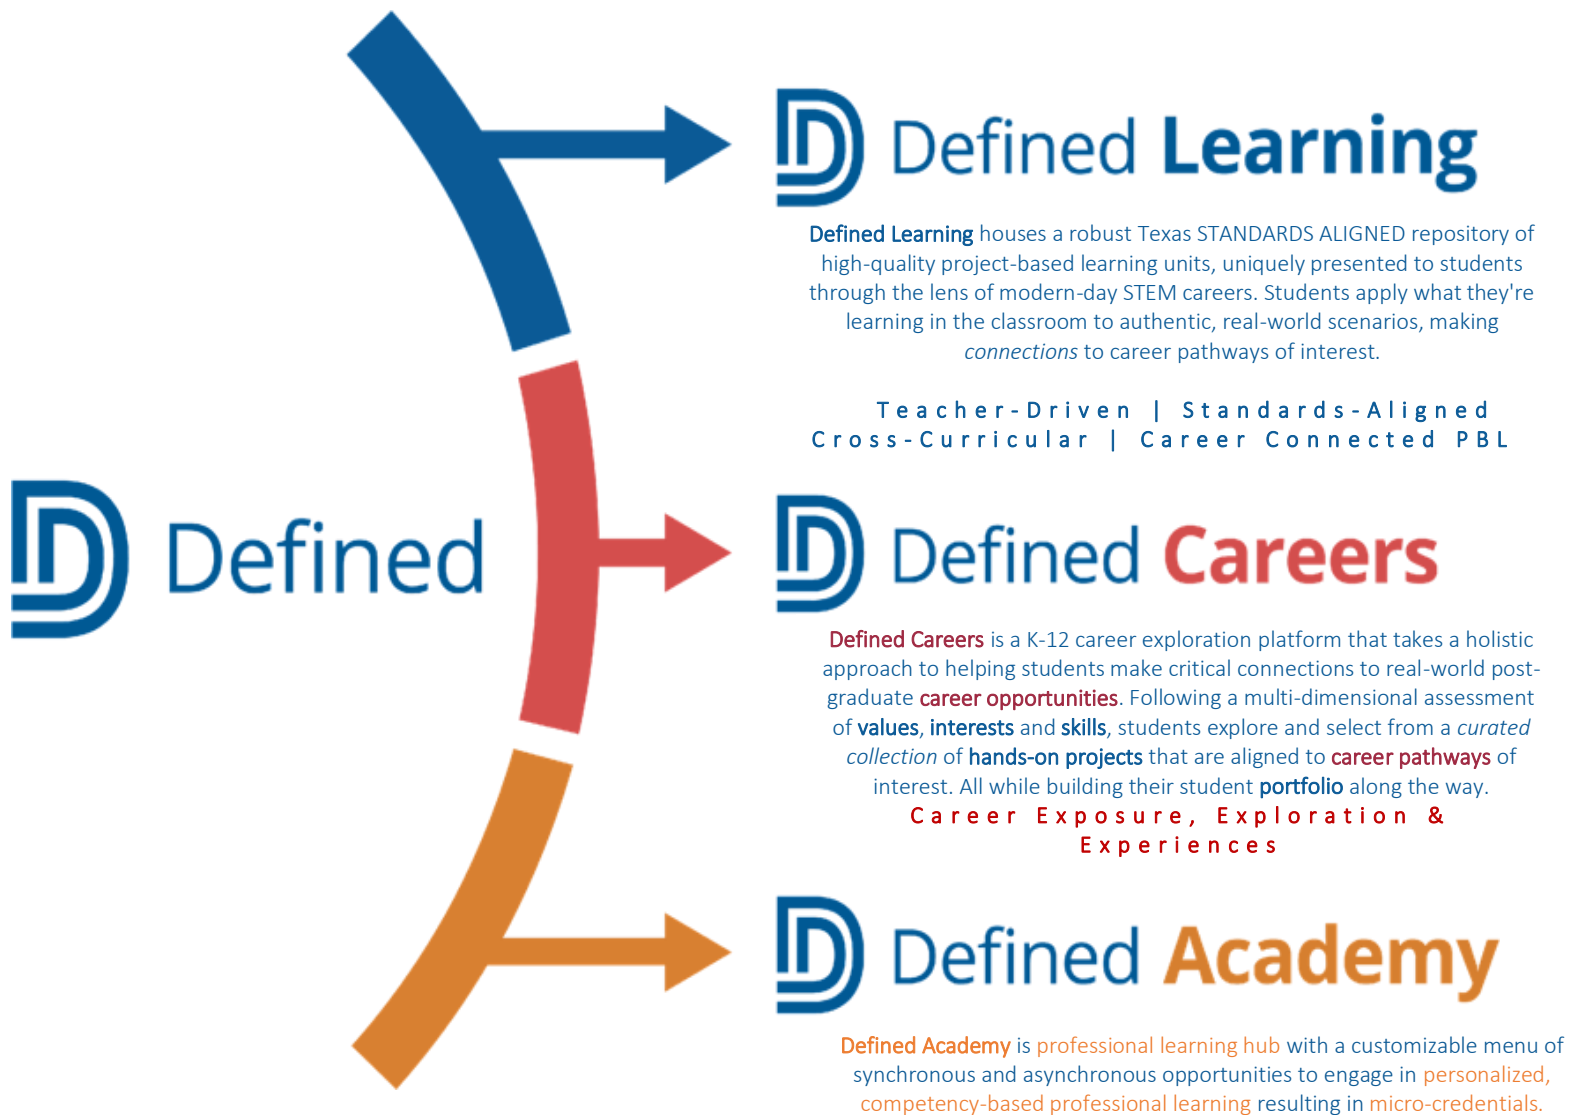 Defined
Defined Learning
Defined Learning houses a robust Texas STANDARDS ALIGNED repository of
high-quality project-based learning units, uniquely presented to students
through the lens of modern-day STEM careers. Students apply what they're
learning in the classroom to authentic, real-world scenarios, making
connections to career pathways of interest.
Teacher-Driven | Standards-Aligned
Cross-Curricular | Career Connected PBL
Defined Careers
Defined Careers is a K-12 career exploration platform that takes a holistic
approach to helping students make critical connections to real-world post-
graduate career opportunities. Following a multi-dimensional assessment
of values, interests and skills, students explore and select from a curated
collection of hands-on projects that are aligned to career pathways of
interest. All while building their student portfolio along the way.
Career Exposure, Exploration &
Experiences
Defined Academy
Defined Academy is professional learning hub with a customizable menu of
synchronous and asynchronous opportunities to engage in personalized,
competency-based professional learning resulting in micro-credentials.